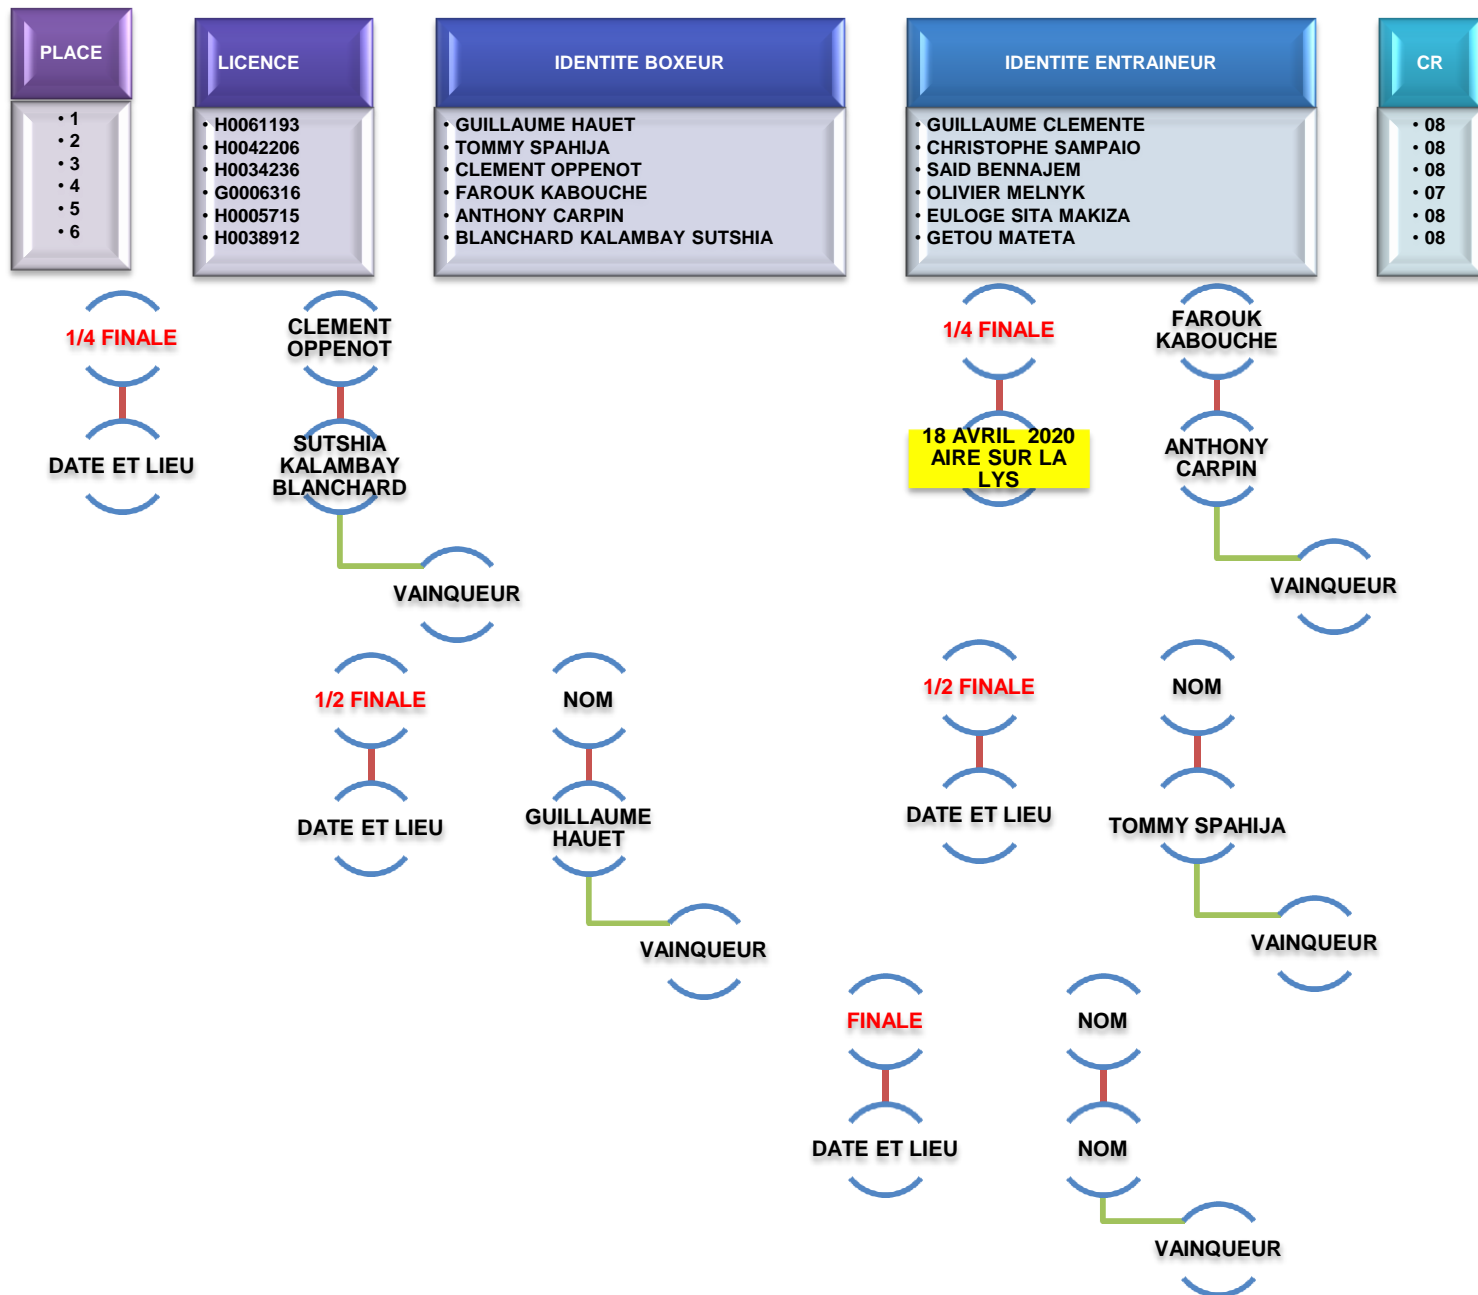 PLACE
• 1
• 2
• 3
• 4
• 5
• 6
LICENCE
• H0061193
• H0042206
• H0034236
• G0006316
• H0005715
• H0038912
IDENTITE BOXEUR
• GUILLAUME HAUET
• TOMMY SPAHIJA
• CLEMENT OPPENOT
• FAROUK KABOUCHE
• ANTHONY CARPIN
• BLANCHARD KALAMBAY SUTSHIA
IDENTITE ENTRAINEUR
• GUILLAUME CLEMENTE
• CHRISTOPHE SAMPAIO
• SAID BENNAJEM
• OLIVIER MELNYK
• EULOGE SITA MAKIZA
• GETOU MATETA
CR
• 08
• 08
• 08
• 07
• 08
• 08
1/4 FINALE
DATE ET LIEU
CLEMENT
OPPENOT
SUTSHIA
KALAMBAY
BLANCHARD
VAINQUEUR
1/4 FINALE
18 AVRIL  2020
AIRE SUR LA
LYS
FAROUK
KABOUCHE
ANTHONY
CARPIN
VAINQUEUR
1/2 FINALE
DATE ET LIEU
NOM
GUILLAUME
HAUET
VAINQUEUR
1/2 FINALE
DATE ET LIEU
NOM
TOMMY SPAHIJA
VAINQUEUR
FINALE
DATE ET LIEU
NOM
NOM
VAINQUEUR